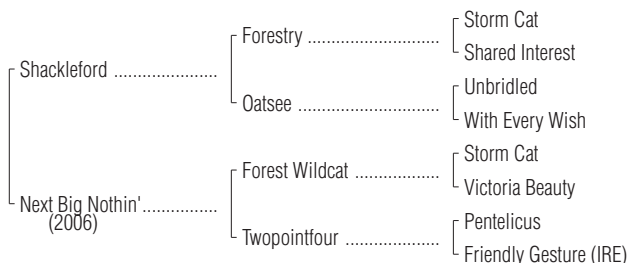 Storm Cat
Forestry ..................................
Shared Interest
Shackleford ..........................
Unbridled
Oatsee ....................................
With Every Wish
Storm Cat
Forest Wildcat .....................
Victoria Beauty
Next Big Nothin'...................
(2006)
Pentelicus
Twopointfour ........................
Friendly Gesture (IRE)